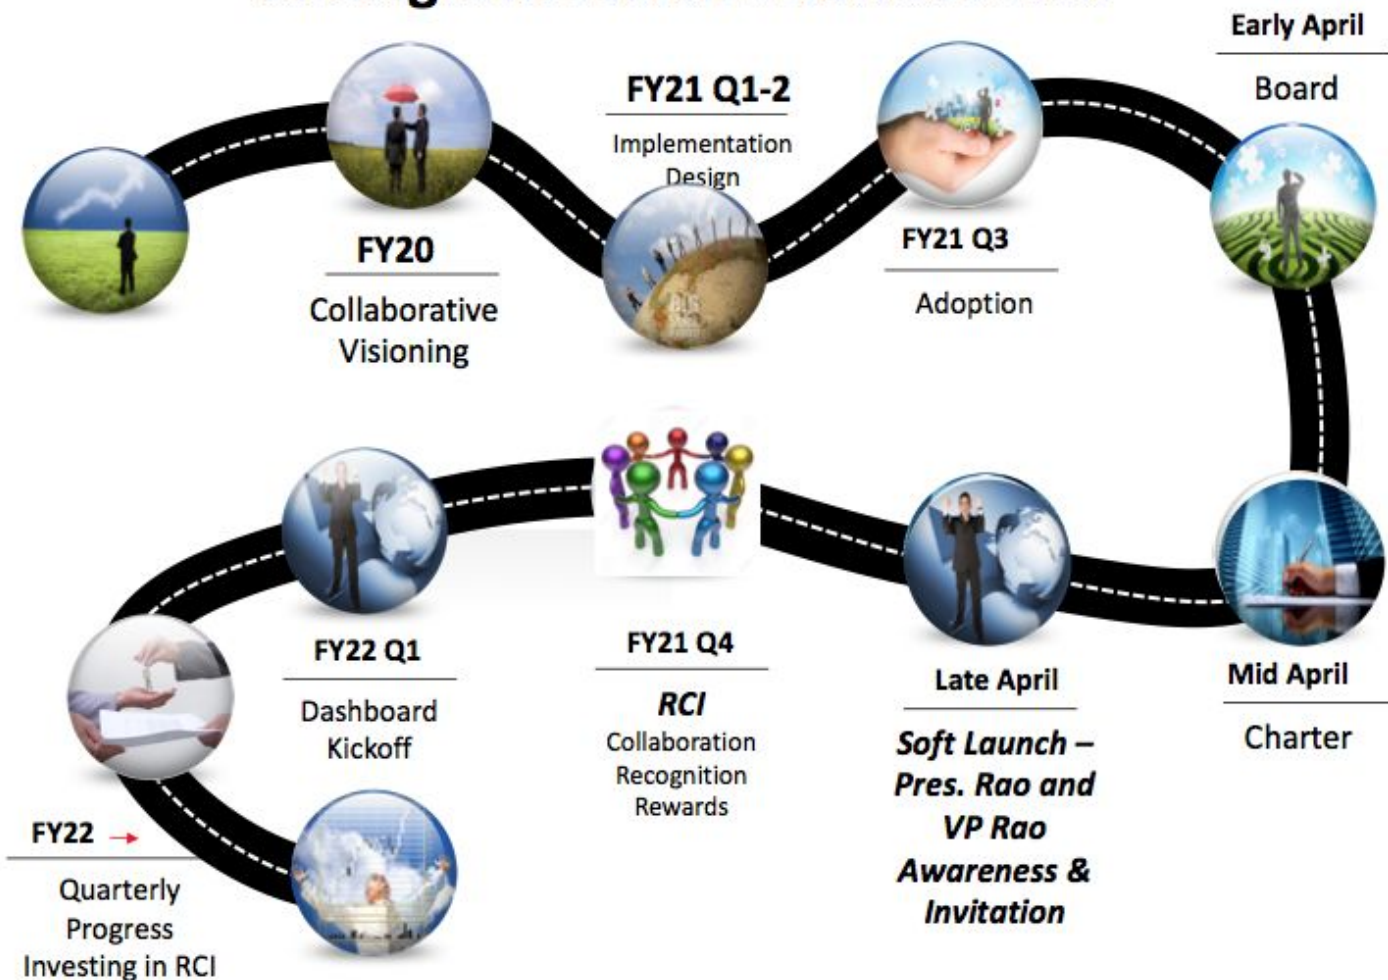 FY20
Collaborative
Visioning
FY21 Q1-2
Implementation
Design
FY21 Q3
Adoption
Early April
Board
Mid April
Charter
Late April
Soft Launch –
Pres. Rao and
VP Rao
Awareness &
Invitation
FY21 Q4
RCI
Collaboration
Recognition
Rewards
FY22 Q1
Dashboard
Kickoff
FY22 →
Quarterly
Progress
Investing in RCI